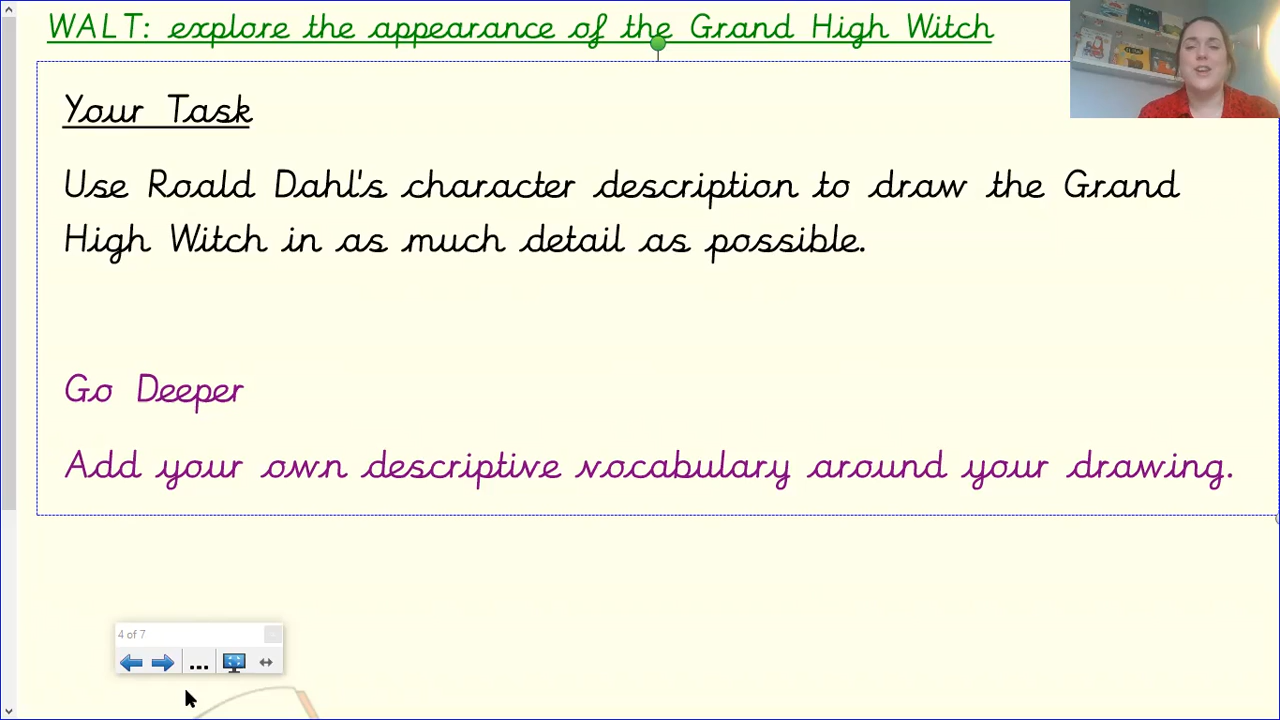 WALT: explore the appearance of the Grand High Witch
Your Task
Use Roald Dahl's character description to draw the Grand
High Witch in as much detail as possible.
Go Deeper
Add your own descriptive vocabulary around your drawing.
4 of 7
...